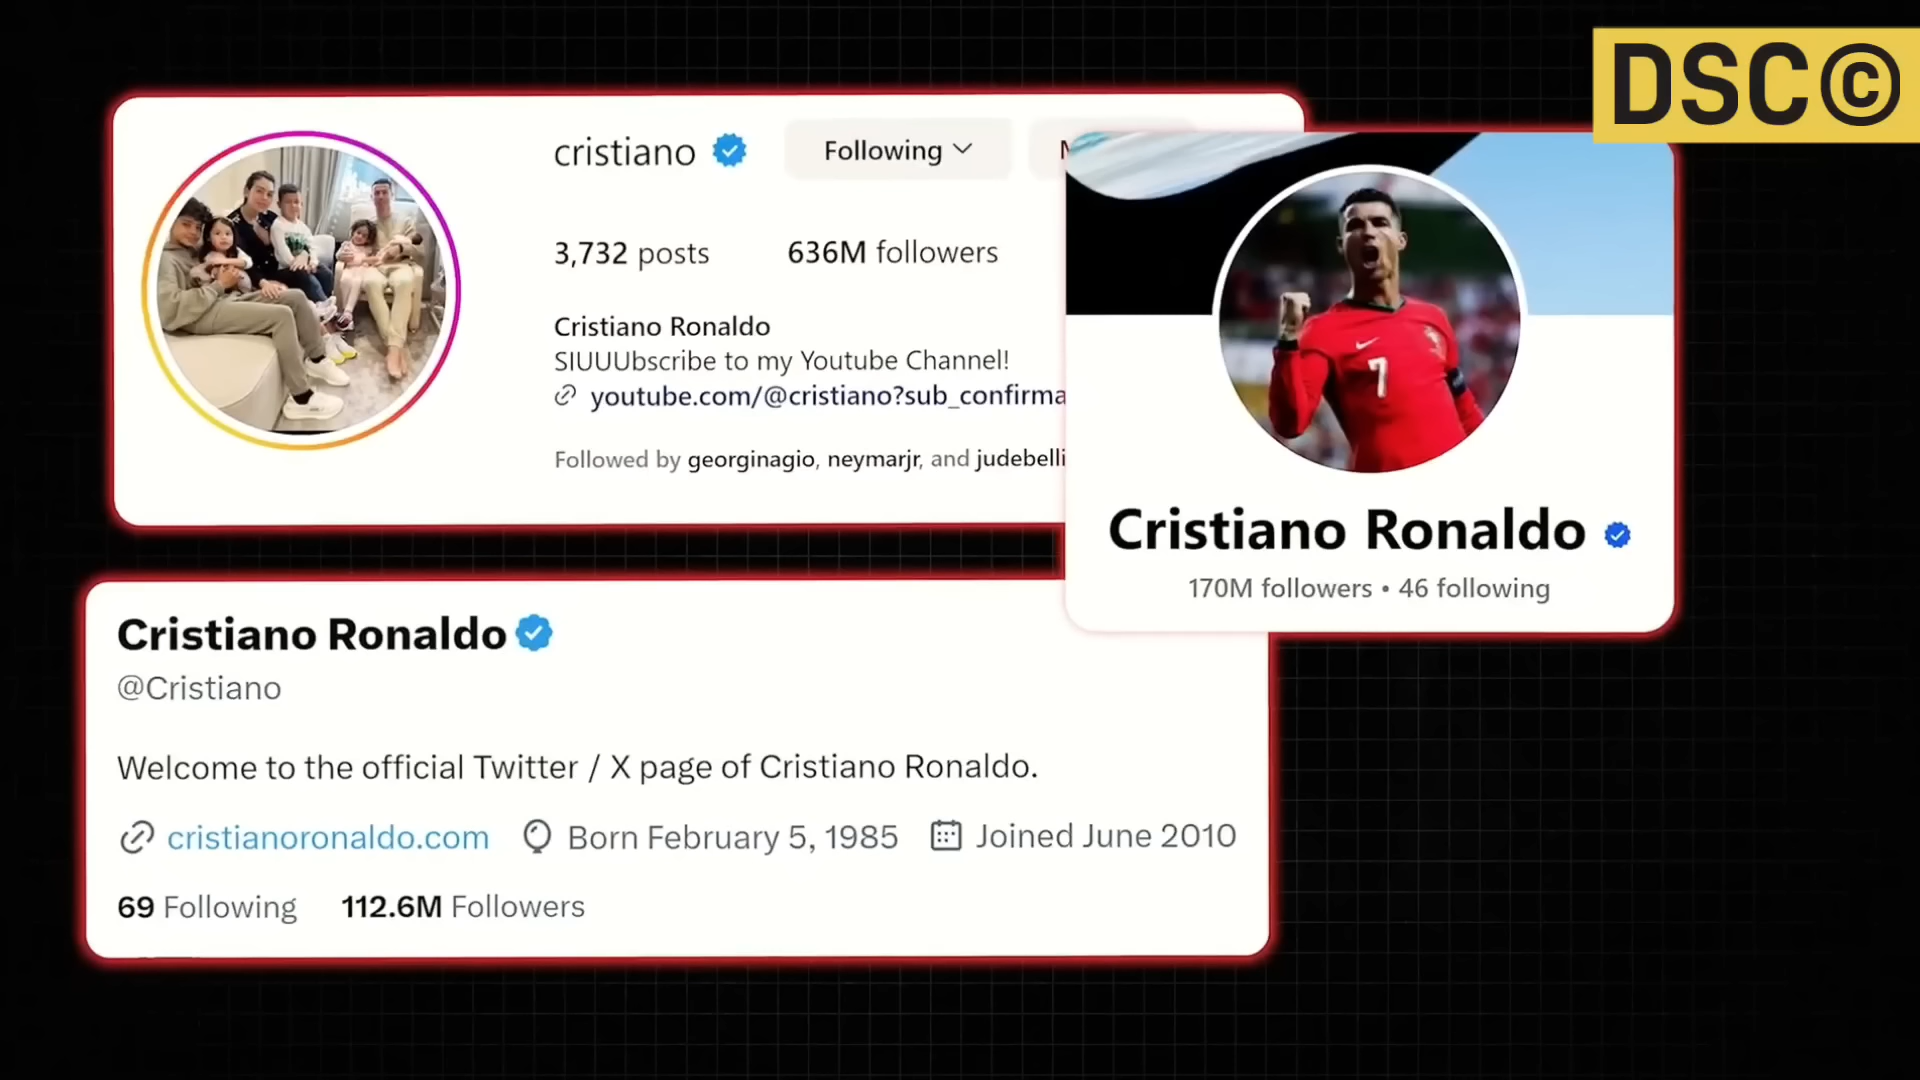 DSC©
cristiano
Following
3,732 posts 636M followers
Cristiano Ronaldo
SIUUUbscribe to my Youtube Channel!
youtube.com/@cristiano?sub_confirma
Followed by georginagio, neymarjr, and judebelli
7
Cristiano Ronaldo
170M followers • 46 following
Cristiano Ronaldo
@Cristiano
Welcome to the official Twitter / X page of Cristiano Ronaldo.
cristianoronaldo.com Born February 5, 1985 Joined June 2010
69 Following 112.6M Followers